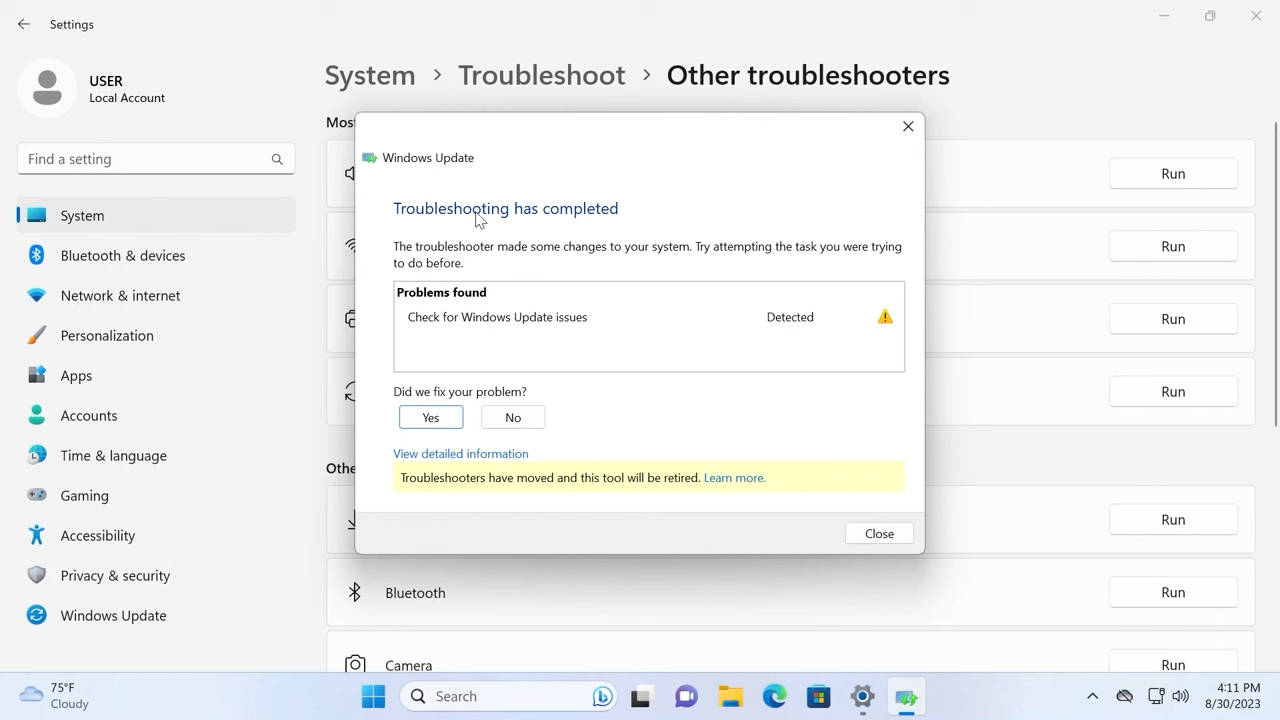 Settings
USER
Local Account
Find a setting
System
Bluetooth & devices
Network & internet
Personalization
Apps
Accounts
Time & language
Gaming
Accessibility
Privacy & security
Windows Update
System > Troubleshoot > Other troubleshooters
Mos
Run
Run
Run
Run
Othe
Run
Bluetooth
Run
Camera
Run
Windows Update
Troubleshooting has completed
The troubleshooter made some changes to your system. Try attempting the task you were trying
to do before.
Problems found
Check for Windows Update issues Detected
Did we fix your problem?
Yes No
View detailed information
Troubleshooters have moved and this tool will be retired. Learn more.
Close
75°F
Cloudy
Search
4:11 PM
8/30/2023